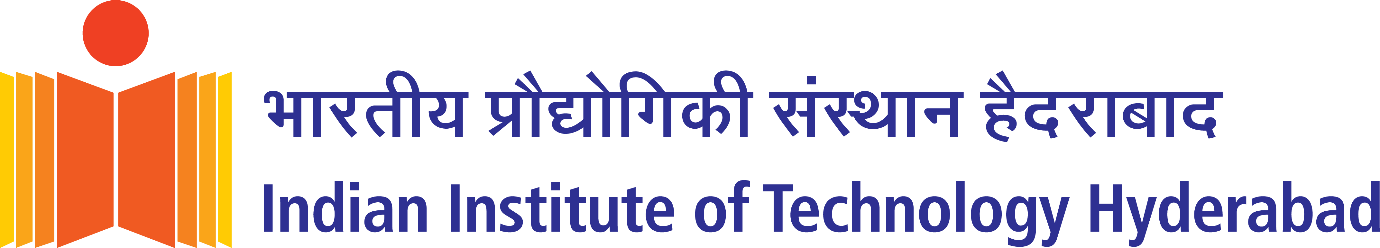 भारतीय प्रौद्योगिकी संस्थान हैदराबाद
Indian Institute of Technology Hyderabad